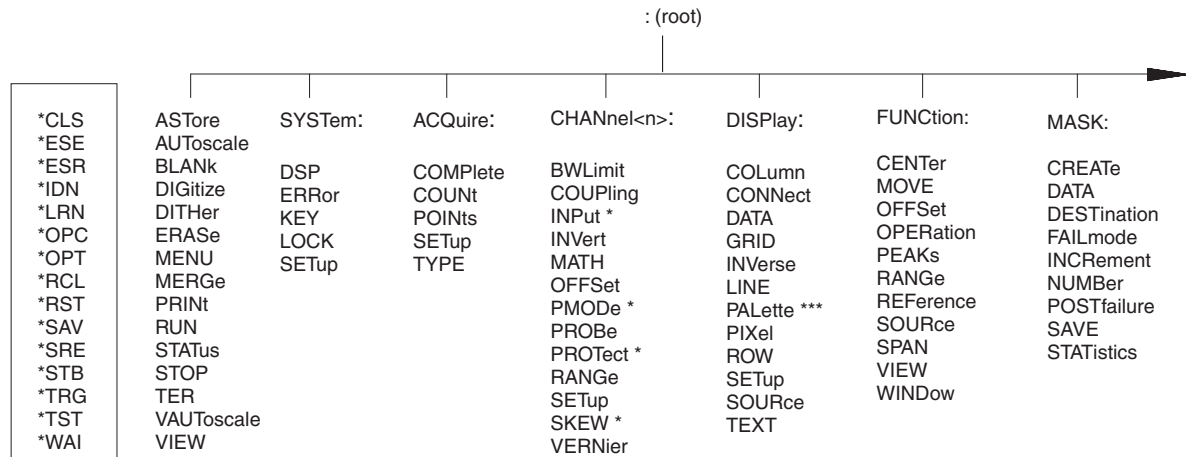 : (root)
*CLS
*ESE
*ESR
*IDN
*LRN
*OPC
*OPT
*RCL
*RST
*SAV
*SRE
*STB
*TRG
*TST
*WAI
ASTore
AUToscale
BLANk
DIGitize
DITHer
ERASe
MENU
MERGe
PRINt
RUN
STATus
STOP
TER
VAUToscale
VIEW
SYSTem:
DSP
ERRor
KEY
LOCK
SETup
ACQuire:
COMPlete
COUNt
POINts
SETup
TYPE
CHANnel<n>:
BWLimit
COUPling
INPut *
INVert
MATH
OFFSet
PMODe *
PROBe
PROTect *
RANGe
SETup
SKEW *
VERNier
DISPlay:
COLumn
CONNect
DATA
GRID
INVerse
LINE
PALette ***
PIXel
ROW
SETup
SOURce
TEXT
FUNCtion:
CENTer
MOVE
OFFSet
OPERation
PEAKs
RANGe
REFerence
SOURce
SPAN
VIEW
WINDow
MASK:
CREATe
DATA
DESTination
FAILmode
INCRement
NUMBer
POSTfailure
SAVE
STATistics